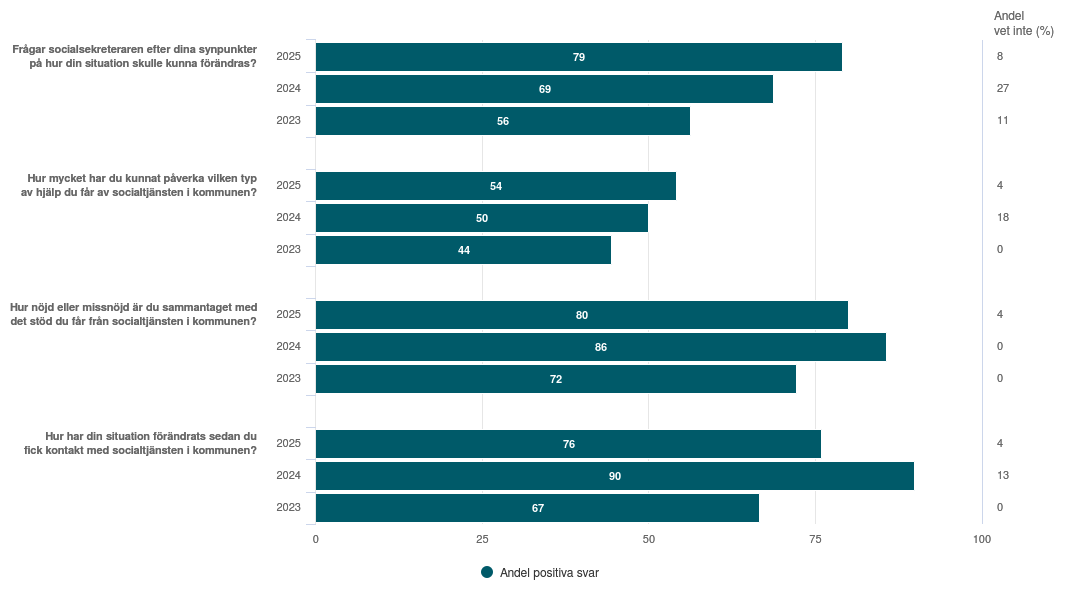 Andel
vet inte (%)
Frågar socialsekreteraren efter dina synpunkter
på hur din situation skulle kunna förändras?
2025 79 8
2024 69 27
2023 56 11
Hur mycket har du kunnat påverka vilken typ
av hjälp du får av socialtjänsten i kommunen?
2025 54 4
2024 50 18
2023 44 0
Hur nöjd eller missnöjd är du sammantaget med
det stöd du får från socialtjänsten i kommunen?
2025 80 4
2024 86 0
2023 72 0
Hur har din situation förändrats sedan du
fick kontakt med socialtjänsten i kommunen?
2025 76 4
2024 90 13
2023 67 0
0 25 50 75 100
Andel positiva svar